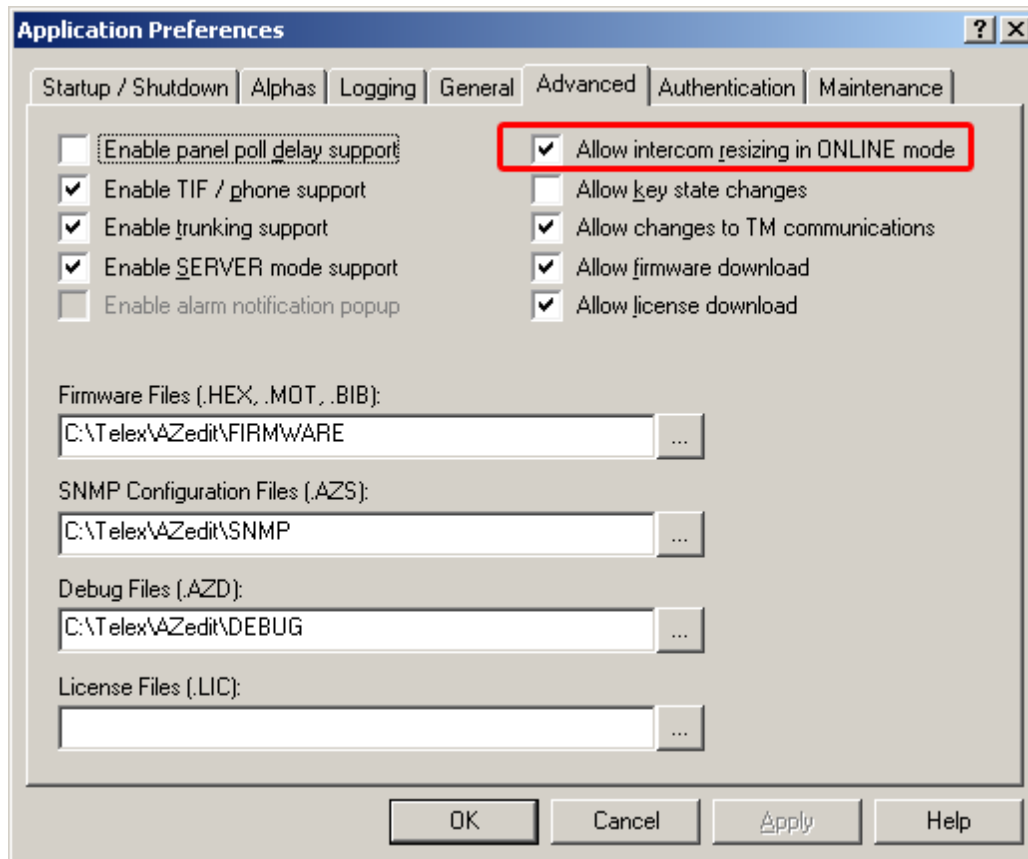 Application Preferences
Startup / Shutdown Alphas Logging General Advanced Authentication Maintenance
Enable panel poll delay support
Enable TIF / phone support
Enable trunking support
Enable SERVER mode support
Enable alarm notification popup
Allow intercom resizing in ONLINE mode
Allow key state changes
Allow changes to TM communications
Allow firmware download
Allow license download
Firmware Files (.HEX, .MOT, .BIB):
C:\Telex\AZedit\FIRMWARE
...
SNMP Configuration Files (.AZS):
C:\Telex\AZedit\SNMP
...
Debug Files (.AZD):
C:\Telex\AZedit\DEBUG
...
License Files (.LIC):
...
OK Cancel Apply Help